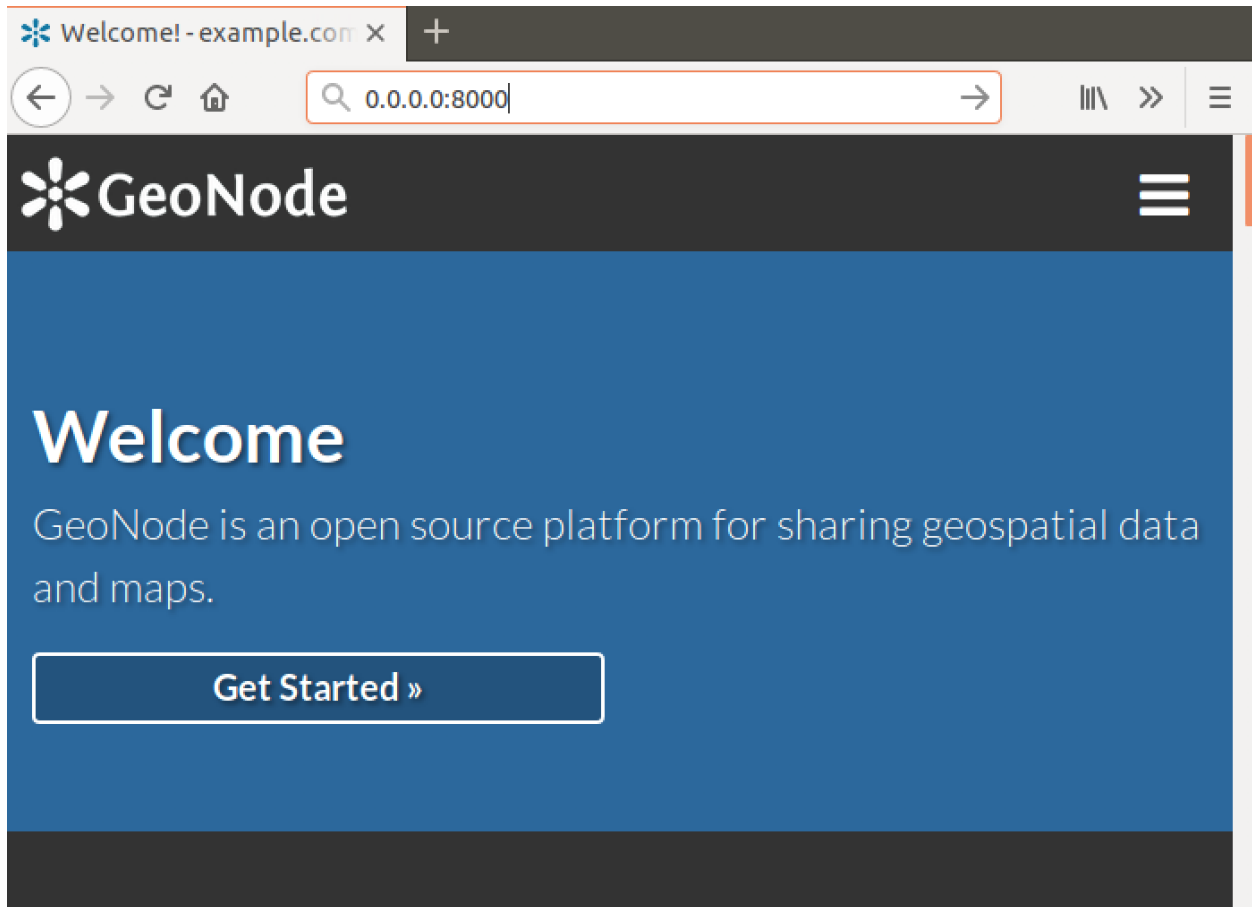 Welcome! - example.com
0.0.0.0:8000
GeoNode
Welcome
GeoNode is an open source platform for sharing geospatial data
and maps.
Get Started »